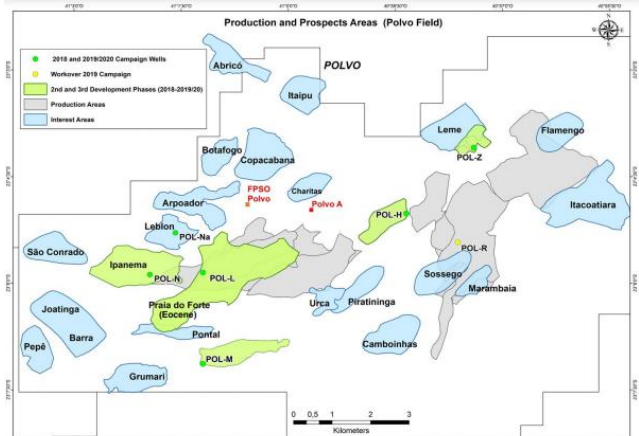 Production and Prospects Areas (Polvo Field)
2018 and 2019/2020 Campaign Wells
Workover 2019 Campaign
2nd and 3rd Development Phases (2018-2019/20)
Production Areas
Interest Areas
N
Abricó
POLVO
Itaipu
Leme
Flamengo
POL-Z
Botafogo
Copacabana
Charitas
FPSO
Polvo
Polvo A
Arpoador
Itacoatiara
POL-H
Leblon
POL-Na
POL-R
São Conrado
Ipanema
POL-N
POL-L
Sossego
Marambaia
Praia do Forte
(Eocene)
Urca
Piratininga
Joatinga
Barra
Pepê
Pontal
Camboinhas
POL-M
Grumari
0 0,5 1 2 3
Kilometers